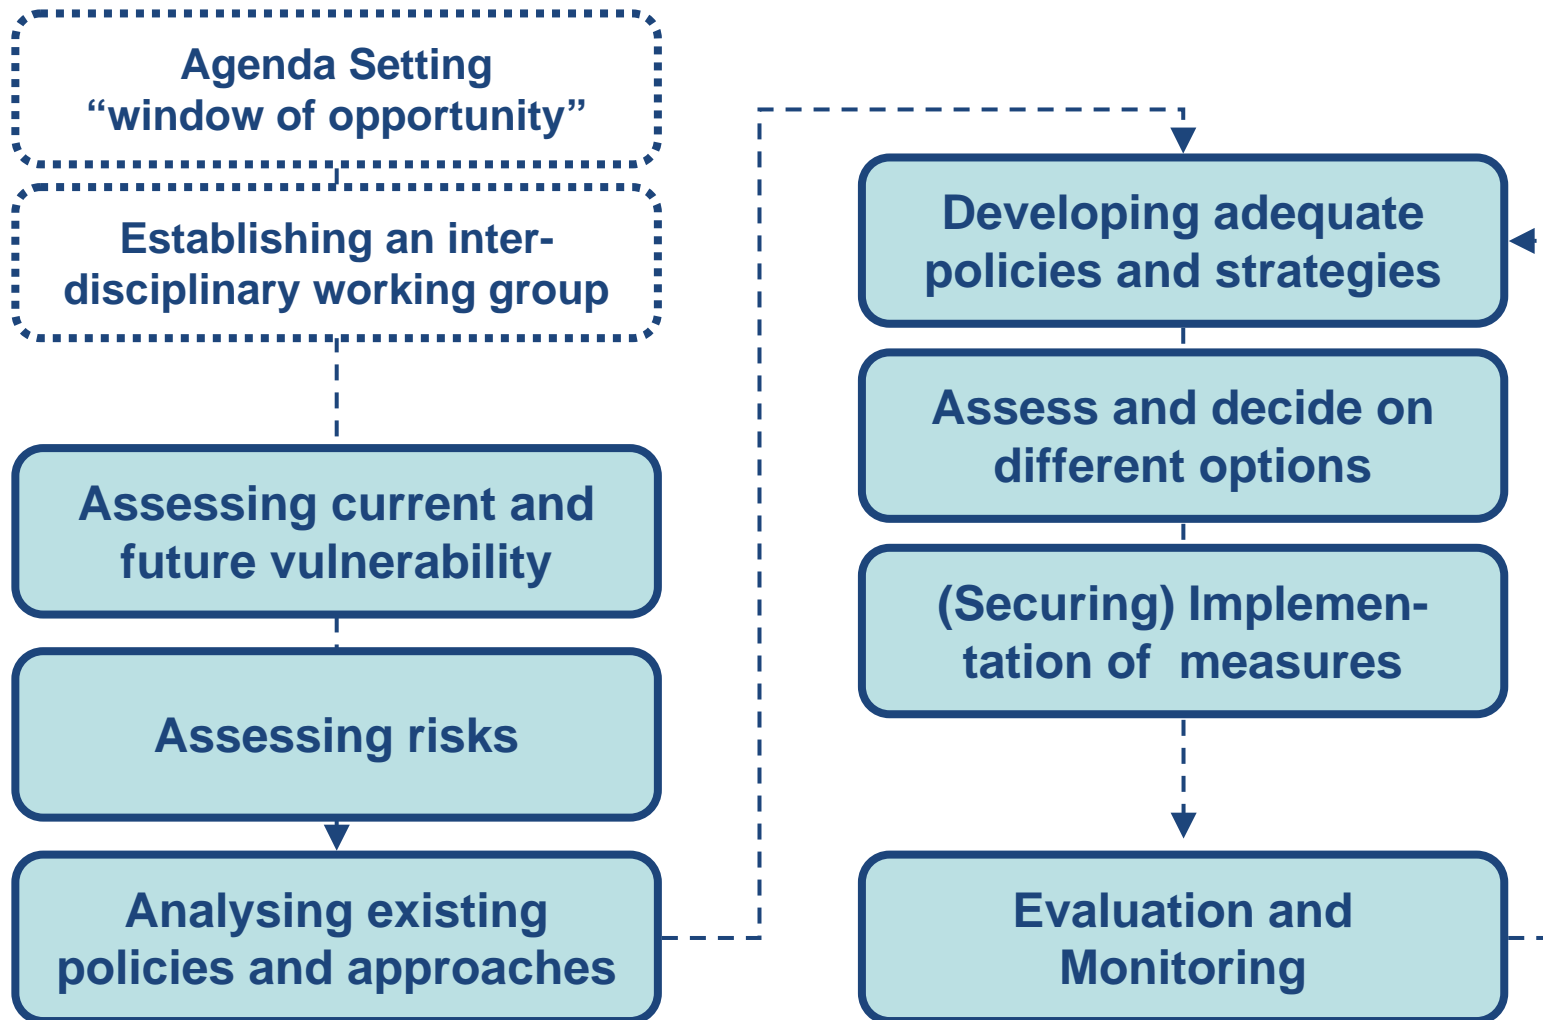 Agenda Setting
“window of opportunity”
Establishing an inter-
disciplinary working group
Assessing current and
future vulnerability
Assessing risks
Analysing existing
policies and approaches
Developing adequate
policies and strategies
Assess and decide on
different options
(Securing) Implemen-
tation of  measures
Evaluation and
Monitoring